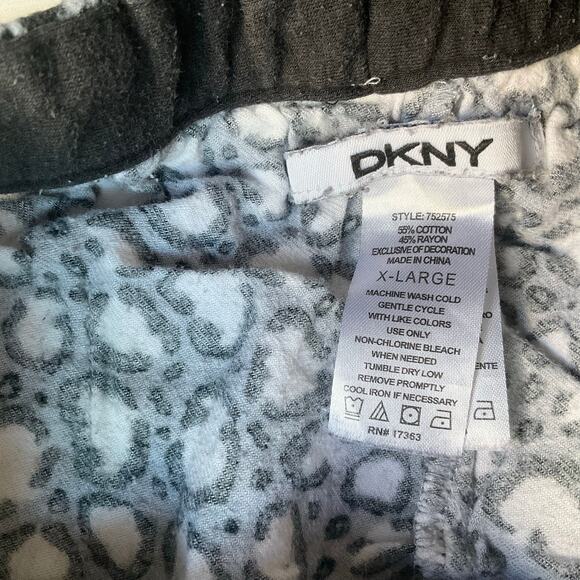 DKNY
STYLE: 752575
55% COTTON
45% RAYON
EXCLUSIVE OF DECORATION
MADE IN CHINA
X-LARGE
MACHINE WASH COLD
GENTLE CYCLE
WITH LIKE COLORS
USE ONLY
NON-CHLORINE BLEACH
WHEN NEEDED
TUMBLE DRY LOW
REMOVE PROMPTLY
COOL IRON IF NECESSARY
RN# 17363